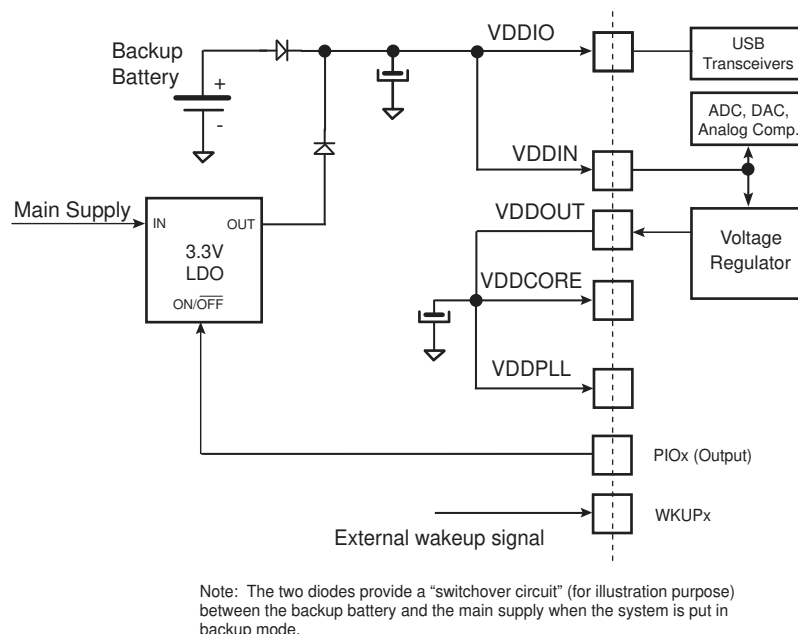 Backup
Battery
+
-
VDDIO
USB
Transceivers
ADC, DAC,
Analog Comp.
VDDIN
Main Supply
IN
OUT
3.3V
LDO
ON/OFF
VDDOUT
Voltage
Regulator
VDDCORE
VDDPLL
PIOx (Output)
WKUPx
External wakeup signal
Note: The two diodes provide a “switchover circuit” (for illustration purpose)
between the backup battery and the main supply when the system is put in
backup mode.